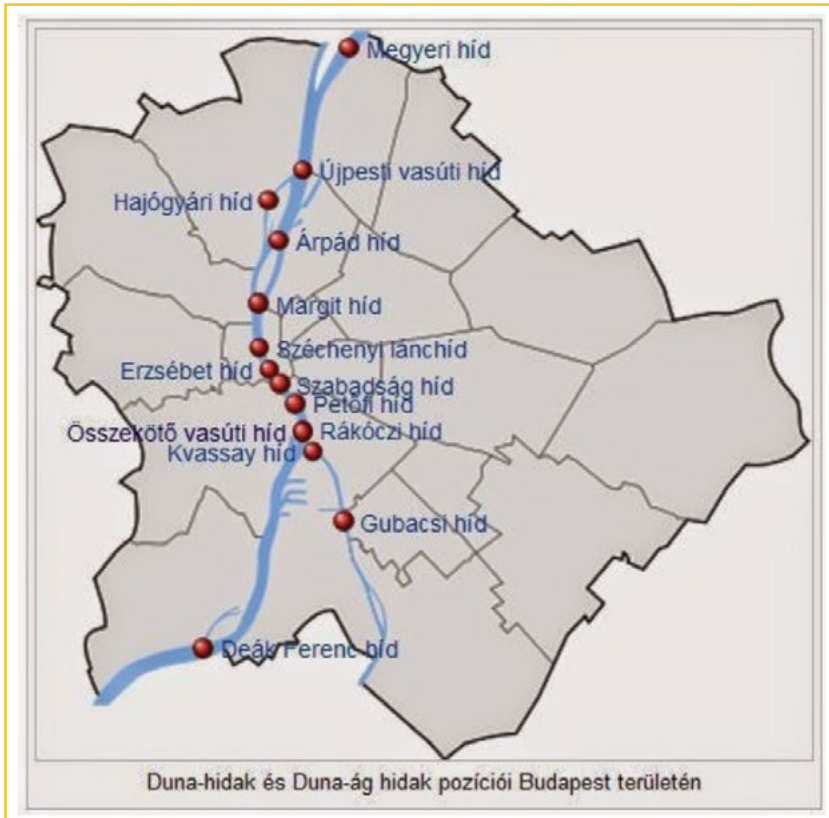 Megyeri híd
Újpesti vasúti híd
Hajógyári híd
Árpád híd
Margit híd
Széchenyi lánchíd
Erzsébet híd
Szabadság híd
Petőfi híd
Összekötő vasúti híd
Rákóczi híd
Kvassay híd
Gubacsi híd
Deák Ferenc híd
Duna-hidak és Duna-ág hidak pozíciói Budapest területén